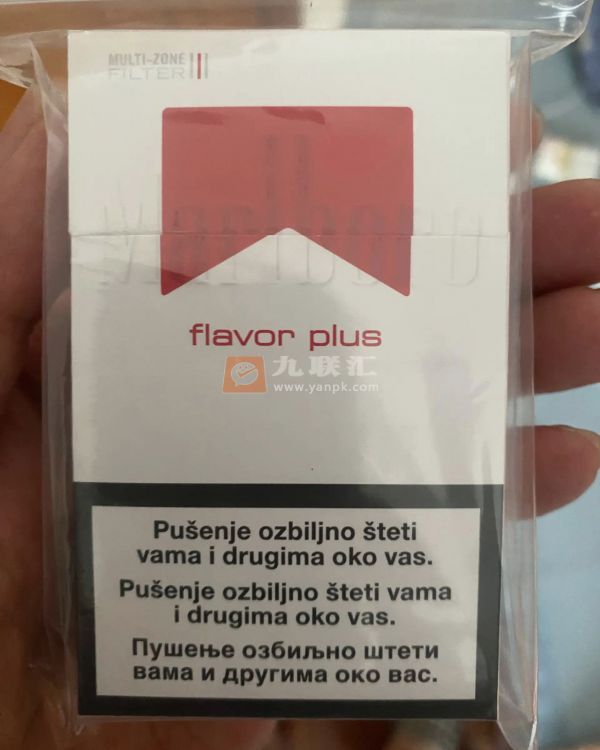 MULTI-ZONE
FILTER
Marlboro
flavor plus
九联汇
www.yanpk.com
Pušenje ozbiljno šteti
vama i drugima oko vas.
Pušenje ozbiljno šteti vama
i drugima oko vas.
Пушење озбиљно штети
вама и другима око вас.